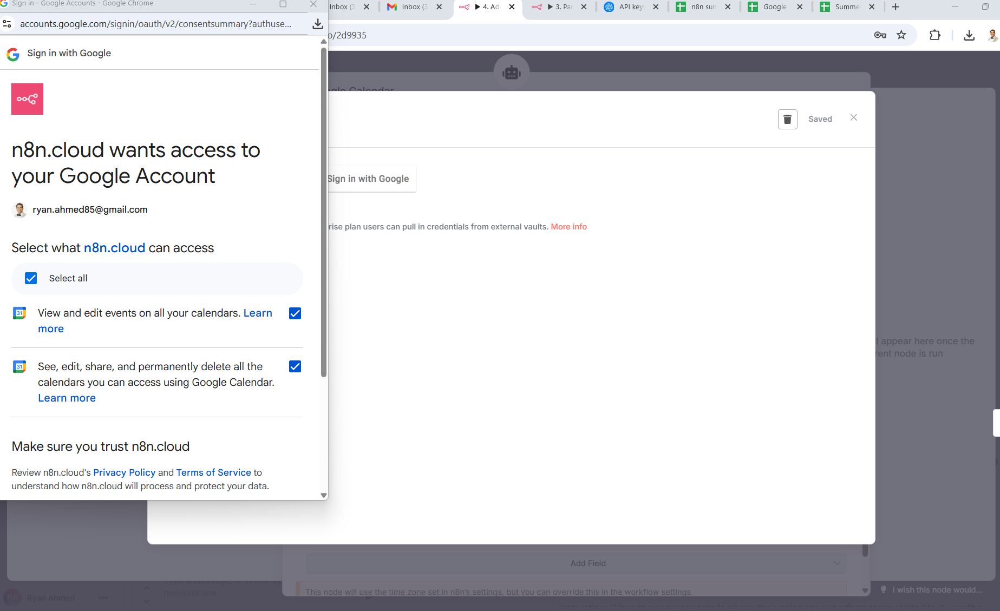 Sign in - Google Accounts - Google Chrome
accounts.google.com/signin/oauth/v2/consentsummary?authuse...
Sign in with Google
n8n.cloud wants access to
your Google Account
ryan.ahmed85@gmail.com
Select what n8n.cloud can access
Select all
31
View and edit events on all your calendars. Learn
more
31
See, edit, share, and permanently delete all the
calendars you can access using Google Calendar.
Learn more
Make sure you trust n8n.cloud
Review n8n.cloud's Privacy Policy and Terms of Service to
understand how n8n.cloud will process and protect your data.
Inbox (3
Inbox (3
4. Ad
3. Par
API key
n8n sun
Google
Summe
o/2d9935
Saved
Sign in with Google
rise plan users can pull in credentials from external vaults. More info
l appear here once the
rent node is run
Add Field
This node will use the time zone set in n8n's settings, but you can override this in the workflow settings
I wish this node would...
RA
Ryan Ahmed
previous one